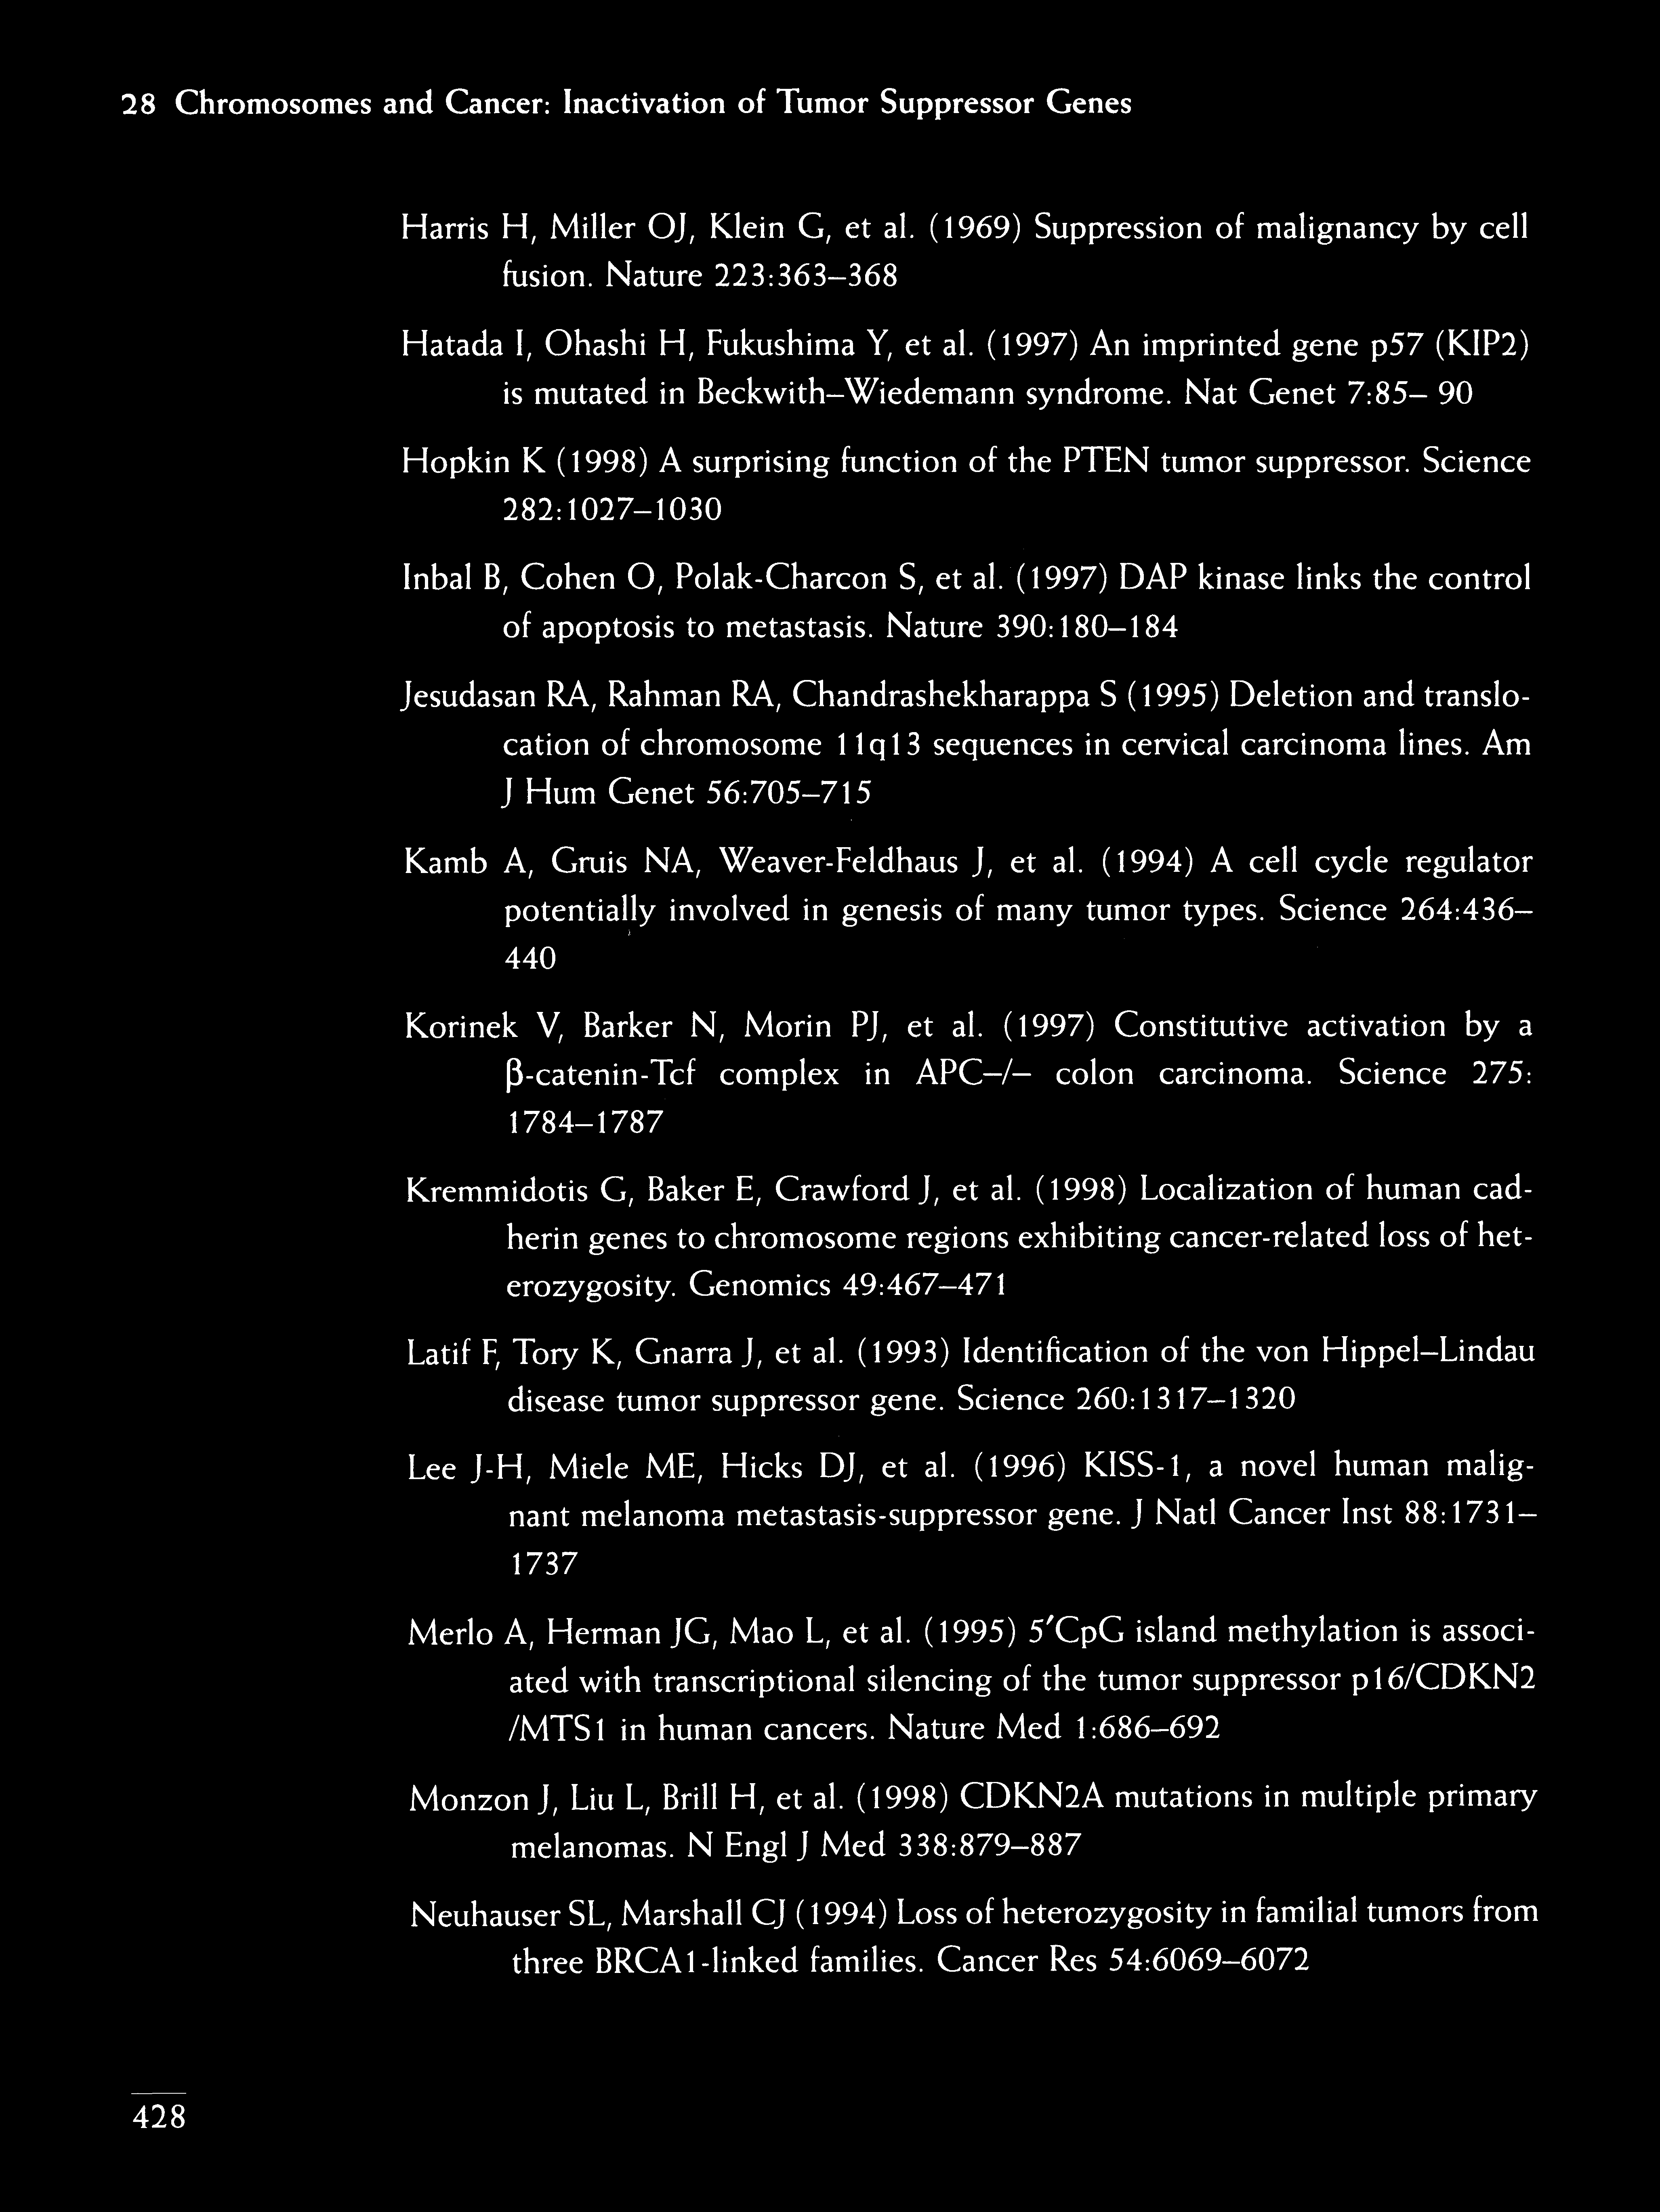 28 Chromosomes and Cancer: Inactivation of Tumor Suppressor Genes
Harris H, Miller OJ, Klein G, et al. (1969) Suppression of malignancy by cell
fusion. Nature 223:363–368
Hatada I, Ohashi H, Fukushima Y, et al. (1997) An imprinted gene p57 (KIP2)
is mutated in Beckwith–Wiedemann syndrome. Nat Genet 7:85– 90
Hopkin K (1998) A surprising function of the PTEN tumor suppressor. Science
282:1027–1030
Inbal B, Cohen O, Polak-Charcon S, et al. (1997) DAP kinase links the control
of apoptosis to metastasis. Nature 390:180–184
Jesudasan RA, Rahman RA, Chandrashekharappa S (1995) Deletion and translo-
cation of chromosome 11q13 sequences in cervical carcinoma lines. Am
J Hum Genet 56:705–715
Kamb A, Gruis NA, Weaver-Feldhaus J, et al. (1994) A cell cycle regulator
potentially involved in genesis of many tumor types. Science 264:436–
440
Korinek V, Barker N, Morin PJ, et al. (1997) Constitutive activation by a
β-catenin-Tcf complex in APC–/– colon carcinoma. Science 275:
1784–1787
Kremmidotis G, Baker E, Crawford J, et al. (1998) Localization of human cad-
herin genes to chromosome regions exhibiting cancer-related loss of het-
erozygosity. Genomics 49:467–471
Latif F, Tory K, Gnarra J, et al. (1993) Identification of the von Hippel–Lindau
disease tumor suppressor gene. Science 260:1317–1320
Lee J-H, Miele ME, Hicks DJ, et al. (1996) KISS-1, a novel human malig-
nant melanoma metastasis-suppressor gene. J Natl Cancer Inst 88:1731–
1737
Merlo A, Herman JG, Mao L, et al. (1995) 5′CpG island methylation is associ-
ated with transcriptional silencing of the tumor suppressor p16/CDKN2
/MTS1 in human cancers. Nature Med 1:686–692
Monzon J, Liu L, Brill H, et al. (1998) CDKN2A mutations in multiple primary
melanomas. N Engl J Med 338:879–887
Neuhauser SL, Marshall CJ (1994) Loss of heterozygosity in familial tumors from
three BRCA1-linked families. Cancer Res 54:6069–6072
428